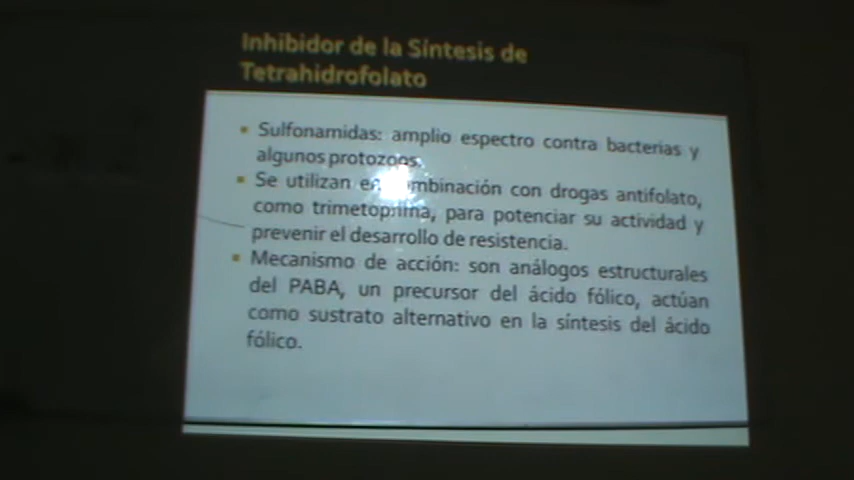 Inhibidor de la Síntesis de
Tetrahidrofolato
Sulfonamidas: amplio espectro contra bacterias y
algunos protozoos.
Se utilizan en combinación con drogas antifolato,
como trimetoprima, para potenciar su actividad y
prevenir el desarrollo de resistencia.
Mecanismo de acción: son análogos estructurales
del PABA, un precursor del ácido fólico, actúan
como sustrato alternativo en la síntesis del ácido
fólico.